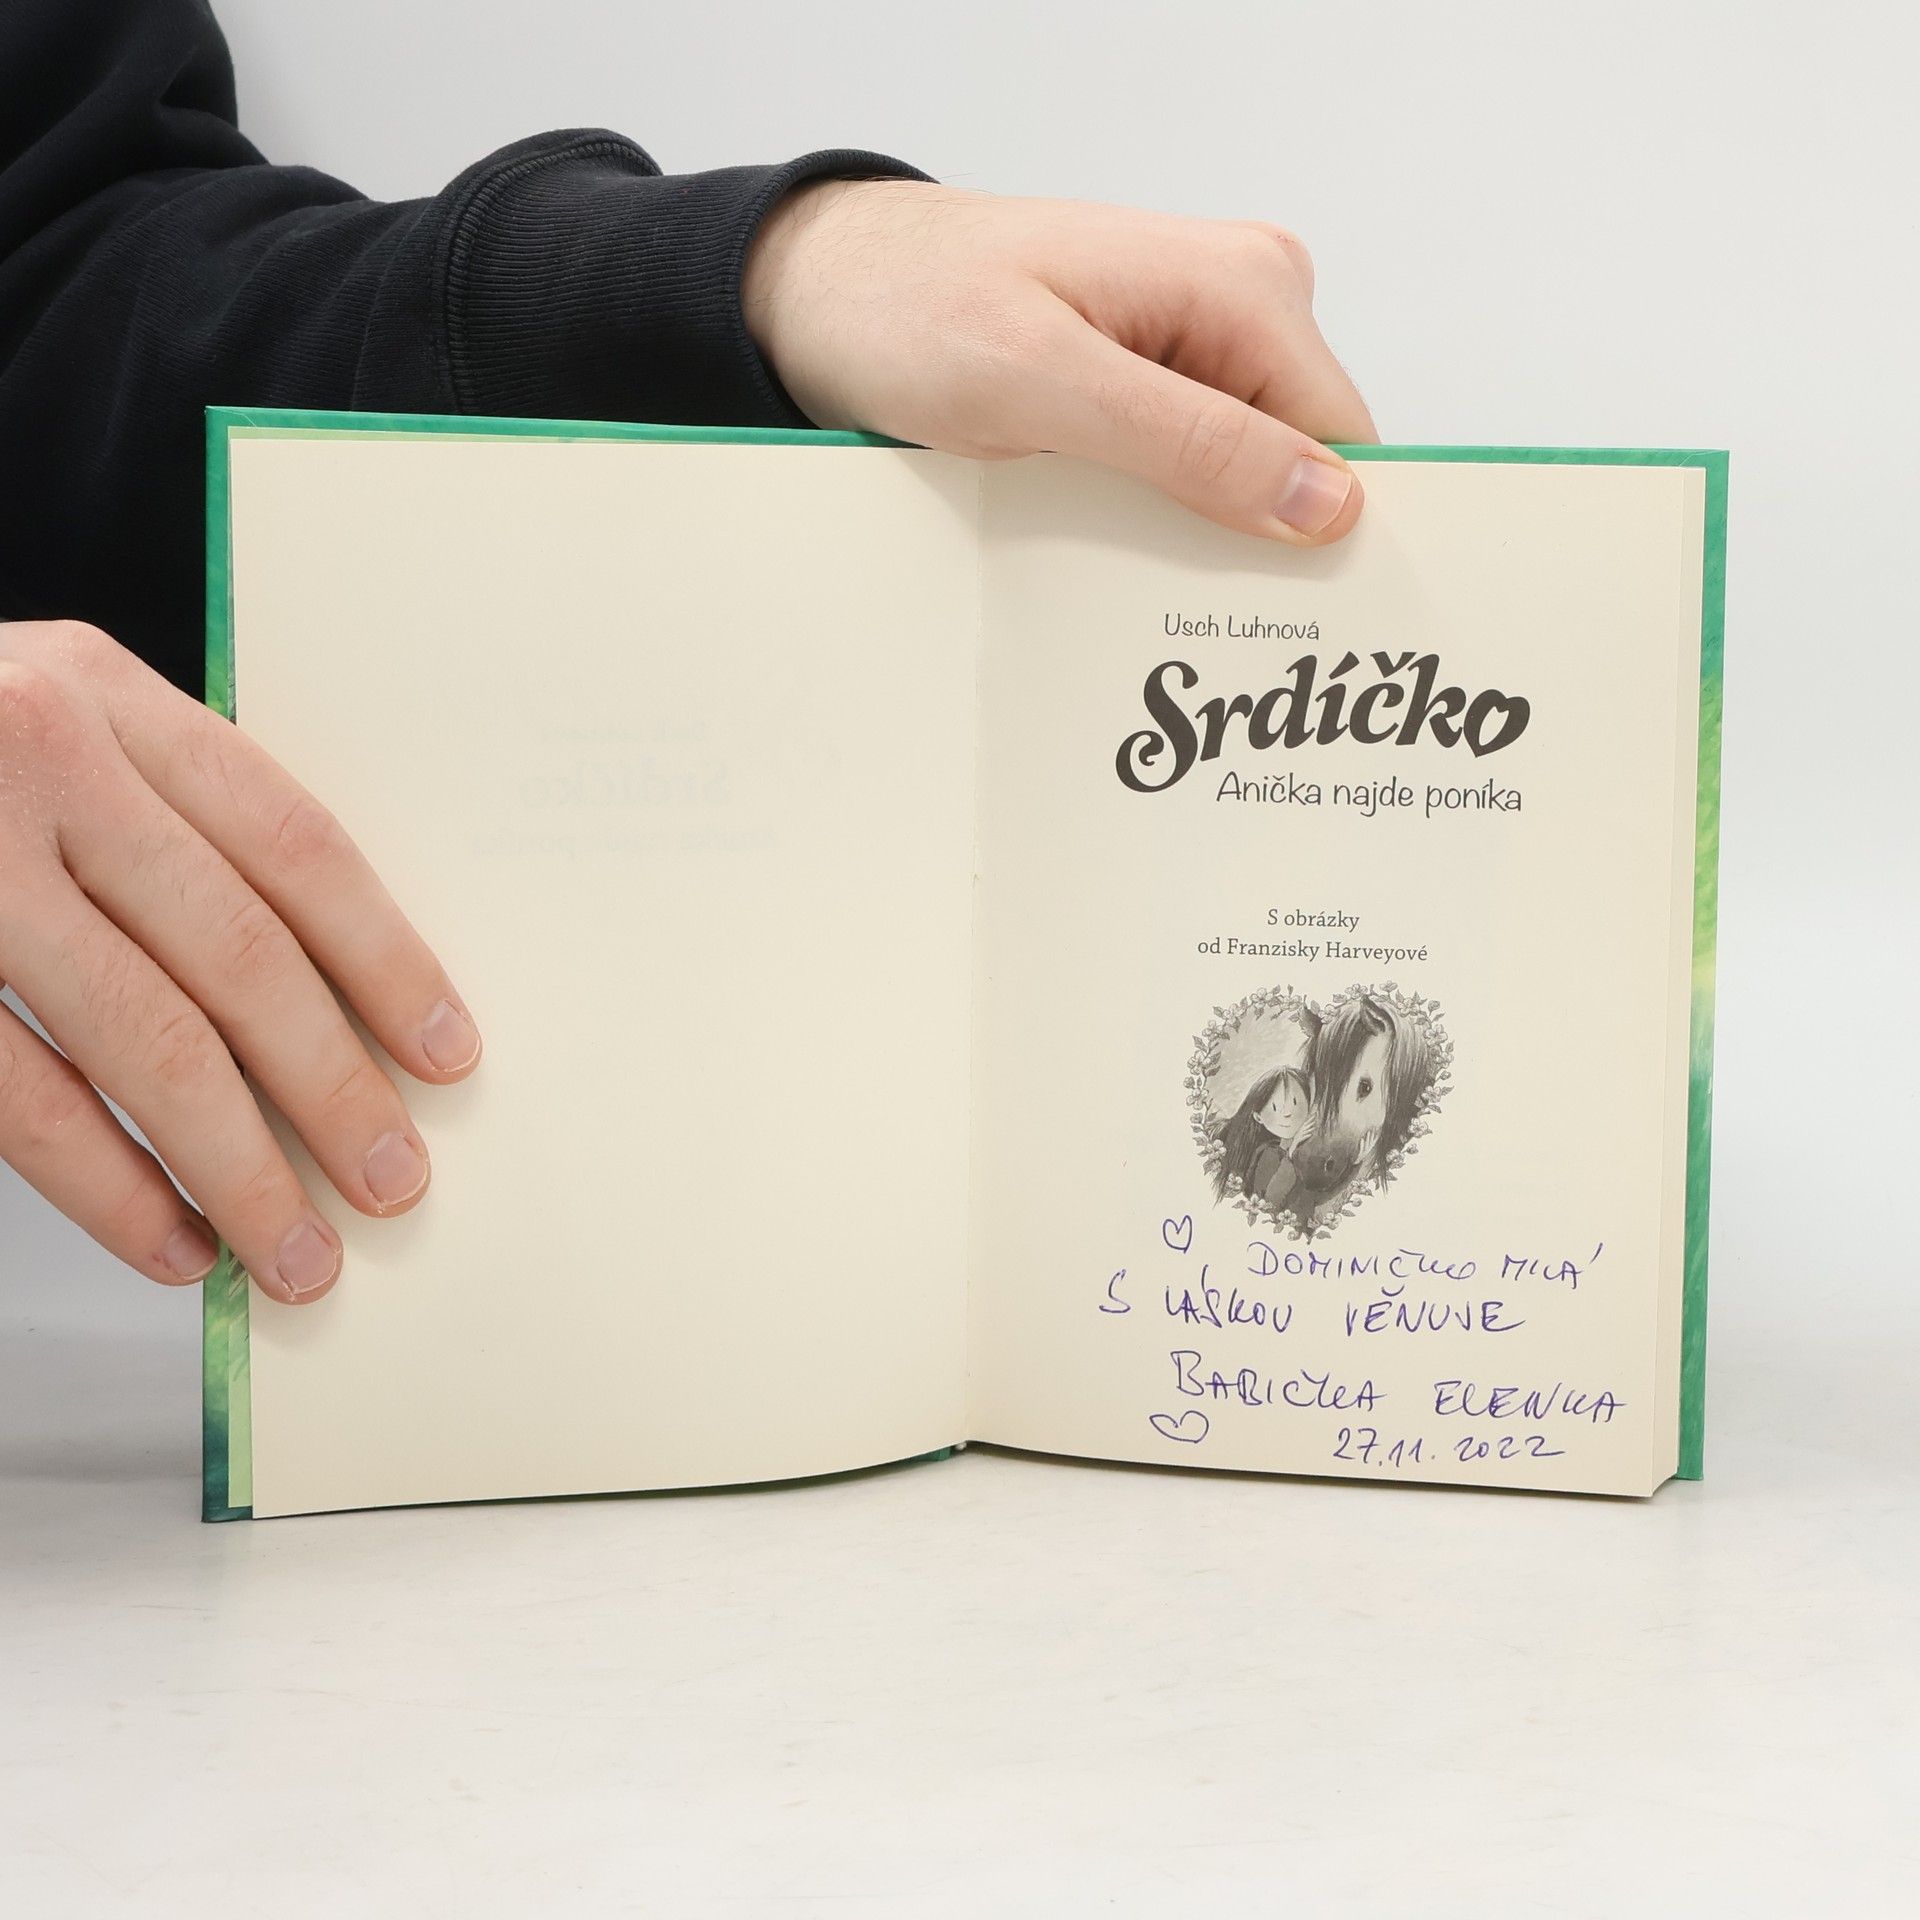 Usch Luhnová
Srdíčko
Anička najde poníka
S obrázky
od Franzisky Harveyové
DOMINIČKO MILÁ
S LÁSKOU VĚNUJE
BABIČKA ELENKA
27.11.2022